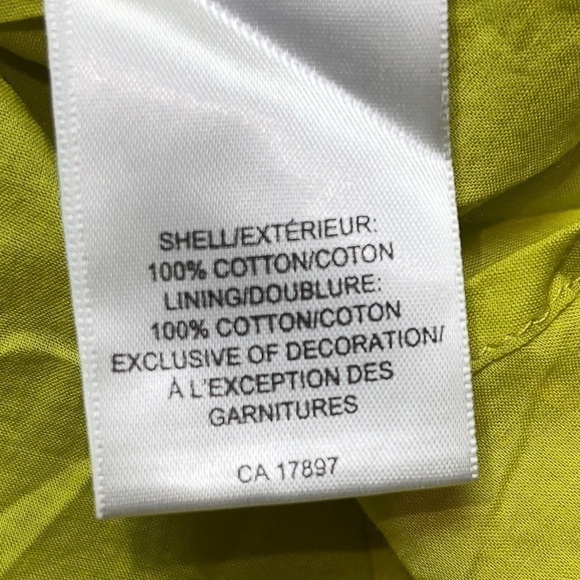 SHELL/EXTÉRIEUR:
100% COTTON/COTON
LINING/DOUBLURE:
100% COTTON/COTON
EXCLUSIVE OF DECORATION/
À L'EXCEPTION DES
GARNITURES
CA 17897